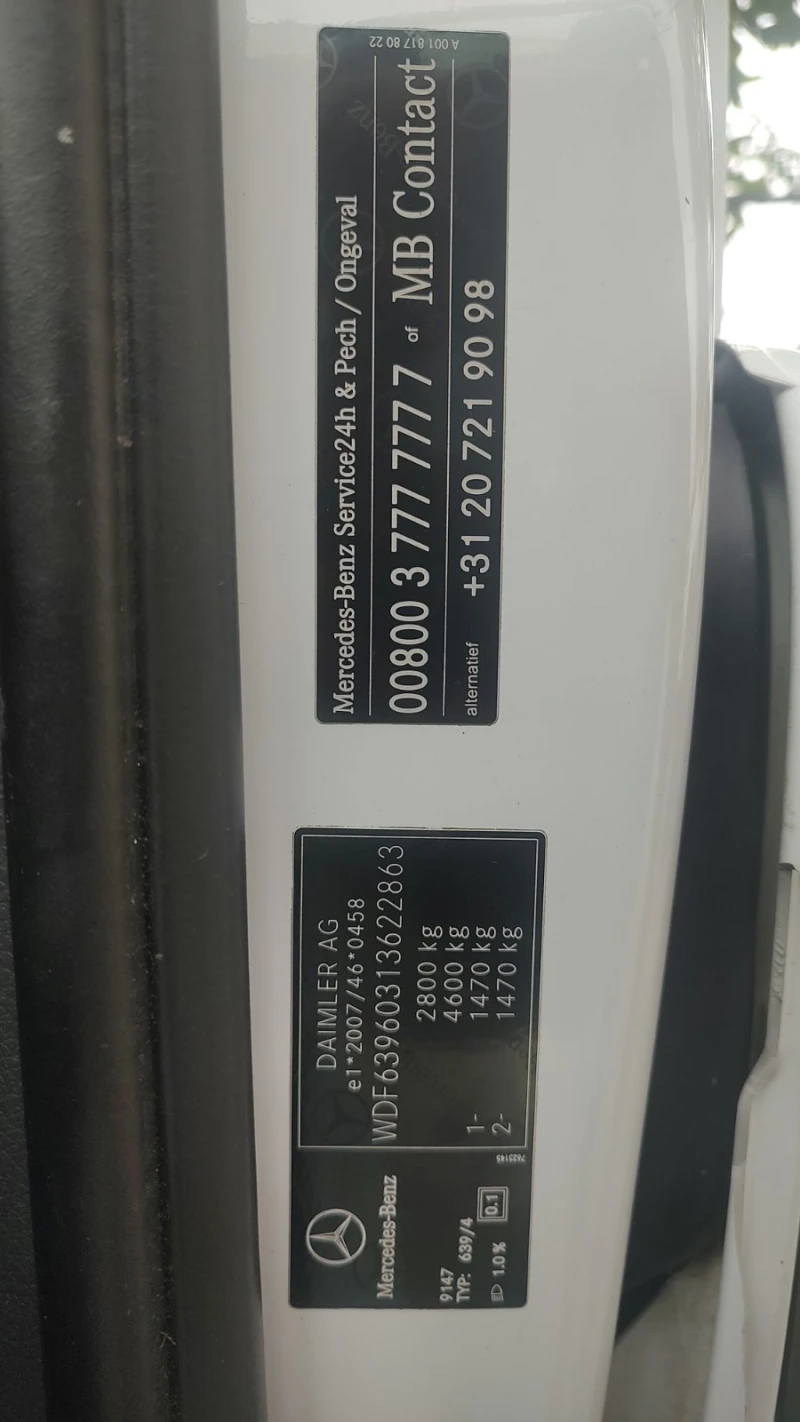 Mercedes-Benz Service24h & Pech / Ongeval
00800 3 777 777 7 of MB Contact
alternatief +31 20 721 90 98
A 001 817 80 22
DAIMLER AG
e1*2007/46*0458
WDF63960313622863
2800 kg
4600 kg
1- 1470 kg
2- 1470 kg
Mercedes-Benz
9147
TYP: 639/4
1.0% 0.1